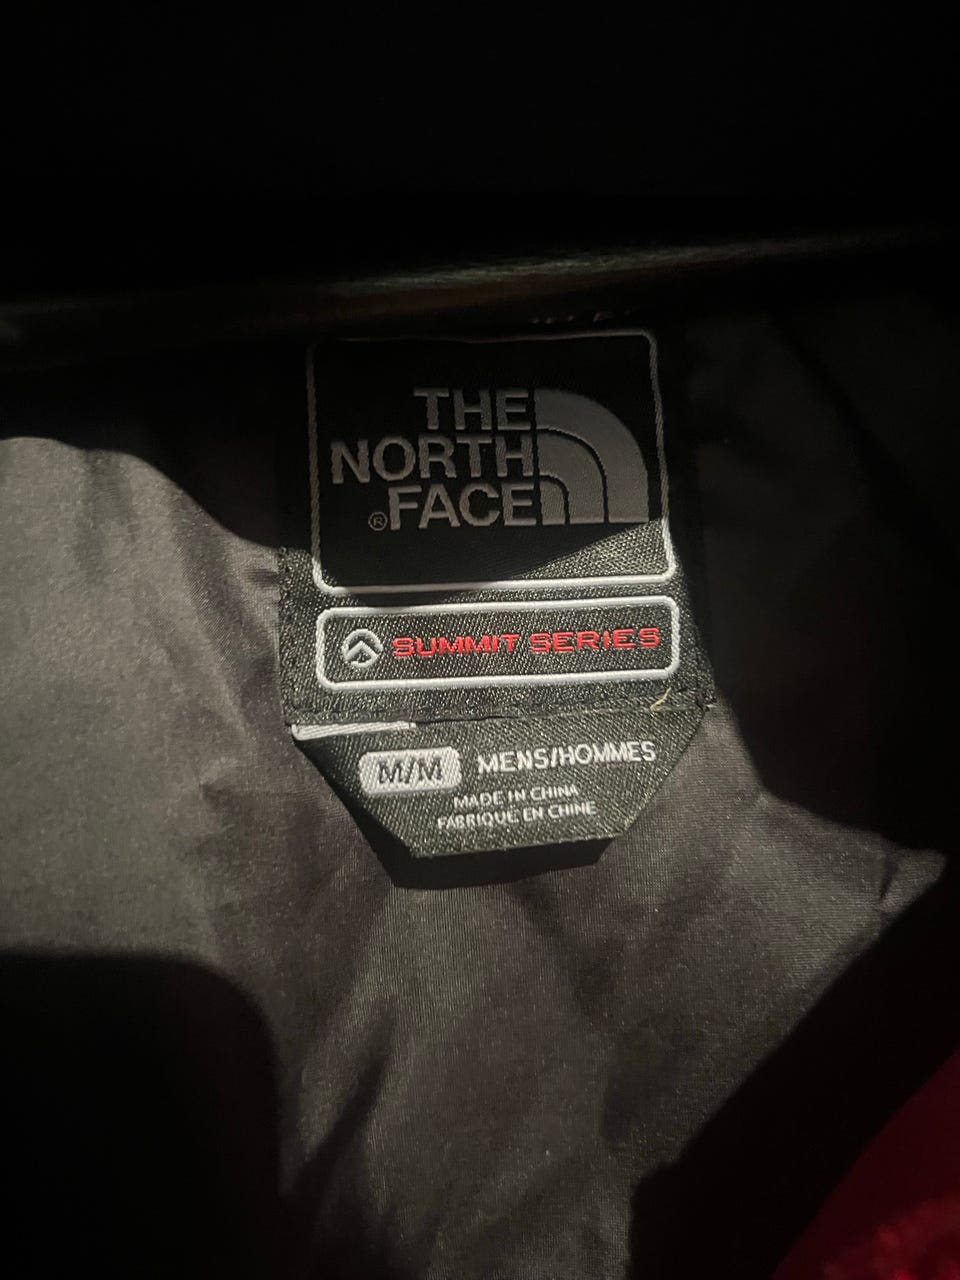 THE
NORTH
® FACE
SUMMIT SERIES
M/M MENS/HOMMES
MADE IN CHINA
FABRIQUE EN CHINE